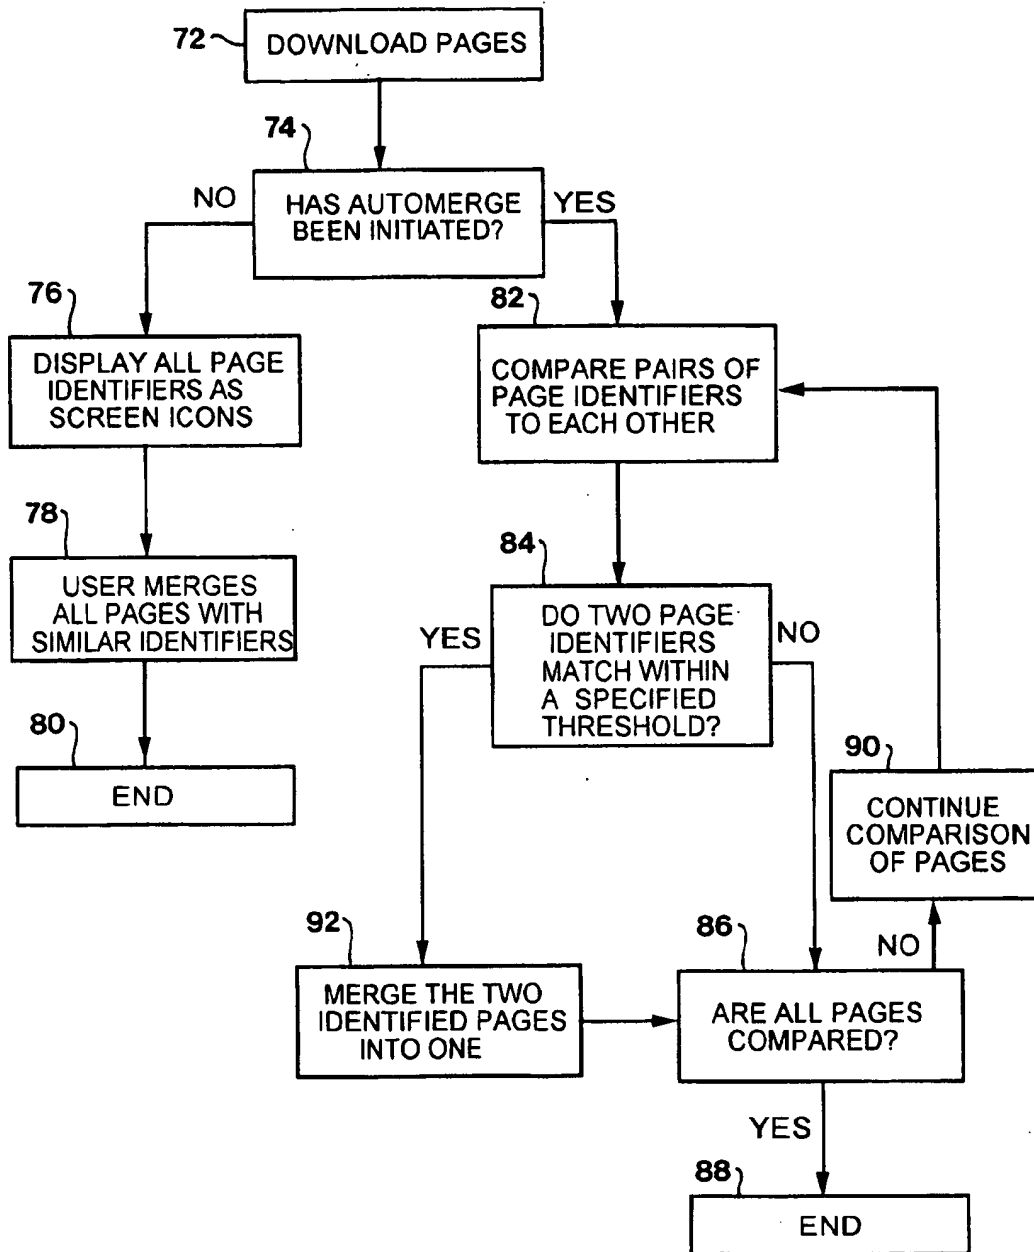 72
DOWNLOAD PAGES
74
NO
HAS AUTOMERGE
BEEN INITIATED?
YES
76
DISPLAY ALL PAGE
IDENTIFIERS AS
SCREEN ICONS
82
COMPARE PAIRS OF
PAGE IDENTIFIERS
TO EACH OTHER
78
USER MERGES
ALL PAGES WITH
SIMILAR IDENTIFIERS
84
YES
DO TWO PAGE
IDENTIFIERS
MATCH WITHIN
A SPECIFIED
THRESHOLD?
NO
80
END
90
CONTINUE
COMPARISON
OF PAGES
92
MERGE THE TWO
IDENTIFIED PAGES
INTO ONE
86
NO
ARE ALL PAGES
COMPARED?
YES
88
END